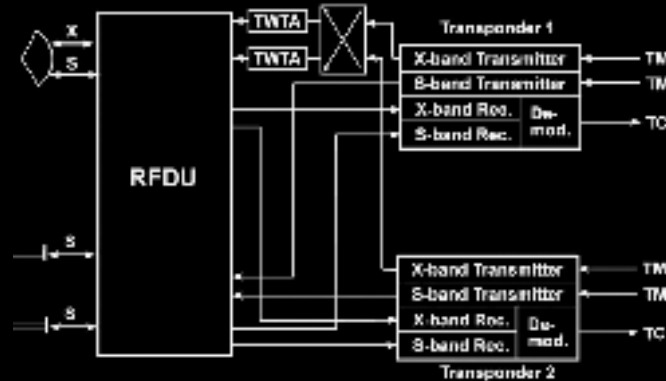 TWTA
Transponder 1
X
TWTA
X-band Transmitter
TM
S
S-band Transmitter
TM
X-band Rec.
De-
mod.
TC
S-band Rec.
RFDU
S
X-band Transmitter
TM
S-band Transmitter
TM
S
X-band Rec.
De-
mod.
TC
S-band Rec.
Transponder 2